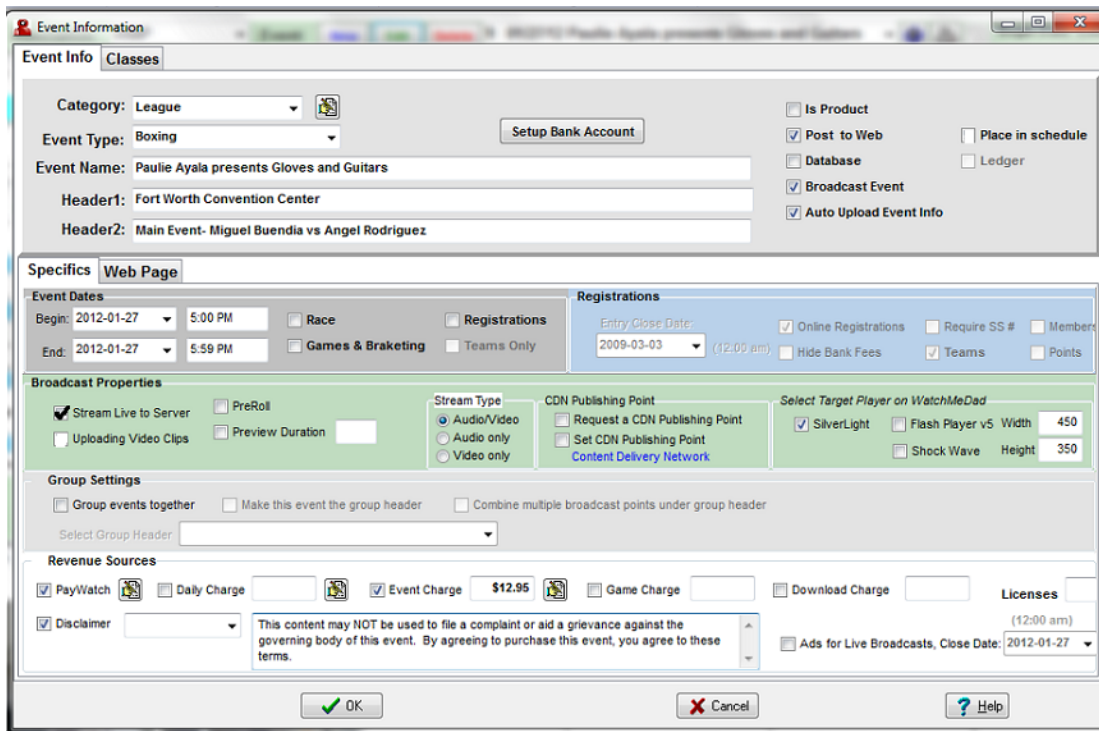 Event Information
Event Info Classes
Category: League
Is Product
Event Type: Boxing
Setup Bank Account
Post to Web Place in schedule
Event Name: Paulie Ayala presents Gloves and Guitars
Database Ledger
Header1: Fort Worth Convention Center
Broadcast Event
Header2: Main Event- Miguel Buendia vs Angel Rodriguez
Auto Upload Event Info
Specifics Web Page
Event Dates
Begin: 2012-01-27 5:00 PM Race Registrations
End: 2012-01-27 5:59 PM Games & Braketing Teams Only
Registrations
Entry Close Date:
2009-03-03 (12:00 am)
Online Registrations Require SS # Members
Hide Bank Fees Teams Points
Broadcast Properties
Stream Live to Server PreRoll
Uploading Video Clips Preview Duration
Stream Type
Audio/Video
Audio only
Video only
CDN Publishing Point
Request a CDN Publishing Point
Set CDN Publishing Point
Content Delivery Network
Select Target Player on WatchMeDad
SilverLight Flash Player v5 Width 450
Shock Wave Height 350
Group Settings
Group events together Make this event the group header Combine multiple broadcast points under group header
Select Group Header
Revenue Sources
PayWatch Daily Charge Event Charge $12.95 Game Charge Download Charge Licenses
Disclaimer
This content may NOT be used to file a complaint or aid a grievance against the
governing body of this event. By agreeing to purchase this event, you agree to these
terms.
(12:00 am)
Ads for Live Broadcasts, Close Date: 2012-01-27
OK Cancel Help